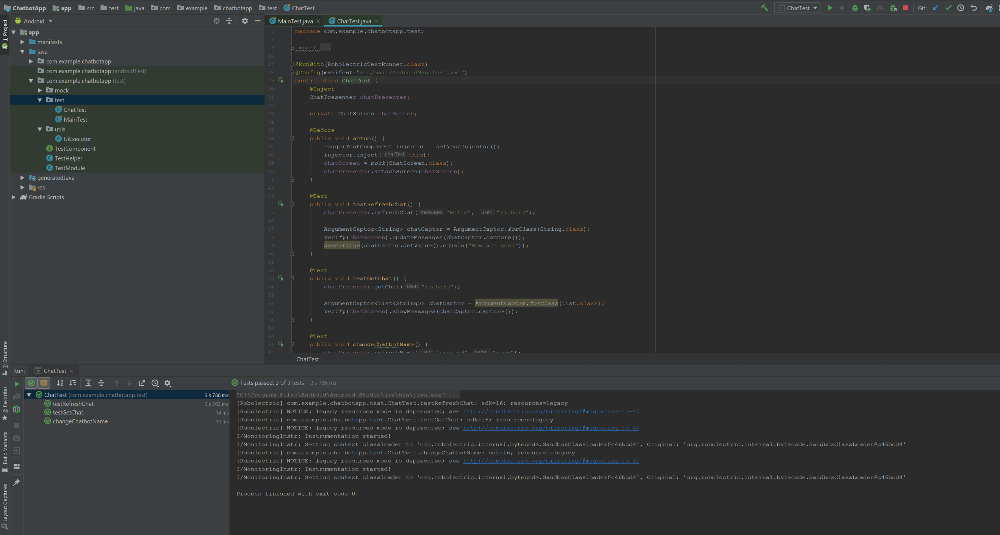 ChatbotApp app src test java com example chatbotapp test ChatTest
ChatTest Git:
1: Project
7: Structure
2: Favorites
Build Variants
Layout Captures
Android
app
manifests
java
com.example.chatbotapp
com.example.chatbotapp (androidTest)
com.example.chatbotapp (test)
mock
test
ChatTest
MainTest
utils
UiExecutor
TestComponent
TestHelper
TestModule
generatedJava
res
Gradle Scripts
MainTest.java ChatTest.java
1 package com.example.chatbotapp.test;
2
3 import ...
26
27 @RunWith(RobolectricTestRunner.class)
28 @Config(manifest="src/main/AndroidManifest.xml")
29 public class ChatTest {
30 @Inject
31 ChatPresenter chatPresenter;
32
33 private ChatScreen chatScreen;
34
35 @Before
36 public void setup() {
37 DaggerTestComponent injector = setTestInjector();
38 injector.inject( chatTest: this);
39 chatScreen = mock(ChatScreen.class);
40 chatPresenter.attachScreen(chatScreen);
41 }
42
43 @Test
44 public void testRefreshChat() {
45 chatPresenter.refreshChat( message: "Hello", user: "richard");
46
47 ArgumentCaptor<String> chatCaptor = ArgumentCaptor.forClass(String.class);
48 verify(chatScreen).updateMessages(chatCaptor.capture());
49 assertTrue(chatCaptor.getValue().equals("How are you?"));
50 }
51
52 @Test
53 public void testGetChat() {
54 chatPresenter.getChat( user: "richard");
55
56 ArgumentCaptor<List<String>> chatCaptor = ArgumentCaptor.forClass(List.class);
57 verify(chatScreen).showMessages(chatCaptor.capture());
58 }
59
60 @Test
61 public void changeChatbotName() {
62 chatPresenter.refreshName( user: "richard", name: "name");
ChatTest
Run: ChatTest
Tests passed: 3 of 3 tests – 3 s 786 ms
ChatTest (com.example.chatbotapp.test) 3 s 786 ms
testRefreshChat 3 s 762 ms
testGetChat 14 ms
changeChatbotName 10 ms
"C:\Program Files\Android\Android Studio\jre\bin\java.exe" ...
[Robolectric] com.example.chatbotapp.test.ChatTest.testRefreshChat: sdk=16; resources=legacy
[Robolectric] NOTICE: legacy resources mode is deprecated; see http://robolectric.org/migrating/#migrating-to-40
[Robolectric] com.example.chatbotapp.test.ChatTest.testGetChat: sdk=16; resources=legacy
[Robolectric] NOTICE: legacy resources mode is deprecated; see http://robolectric.org/migrating/#migrating-to-40
I/MonitoringInstr: Instrumentation started!
I/MonitoringInstr: Setting context classloader to 'org.robolectric.internal.bytecode.SandboxClassLoader@c46bcd4', Original: 'org.robolectric.internal.bytecode.SandboxClassLoader@c46bcd4'
[Robolectric] com.example.chatbotapp.test.ChatTest.changeChatbotName: sdk=16; resources=legacy
[Robolectric] NOTICE: legacy resources mode is deprecated; see http://robolectric.org/migrating/#migrating-to-40
I/MonitoringInstr: Instrumentation started!
I/MonitoringInstr: Setting context classloader to 'org.robolectric.internal.bytecode.SandboxClassLoader@c46bcd4', Original: 'org.robolectric.internal.bytecode.SandboxClassLoader@c46bcd4'
Process finished with exit code 0